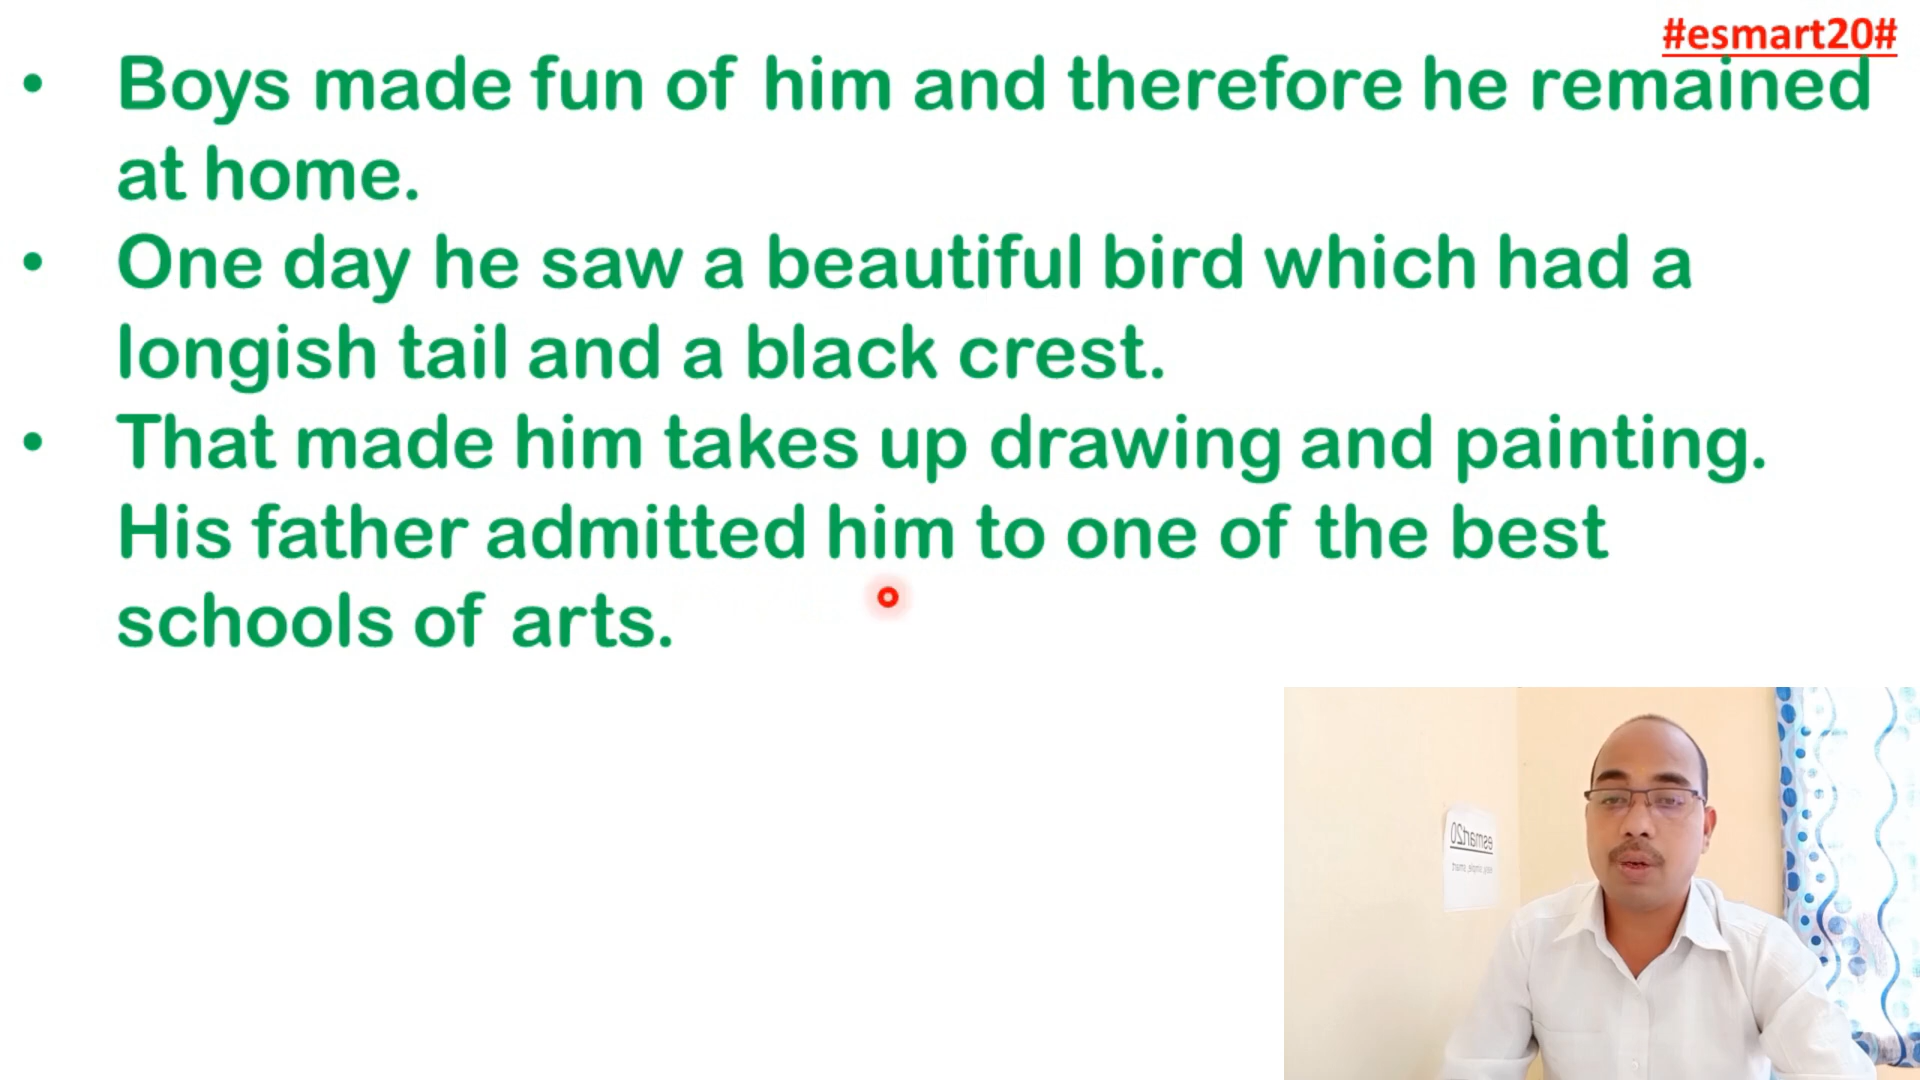 #esmart20#
• Boys made fun of him and therefore he remained
at home.
• One day he saw a beautiful bird which had a
longish tail and a black crest.
• That made him takes up drawing and painting.
His father admitted him to one of the best
schools of arts.
esmart20